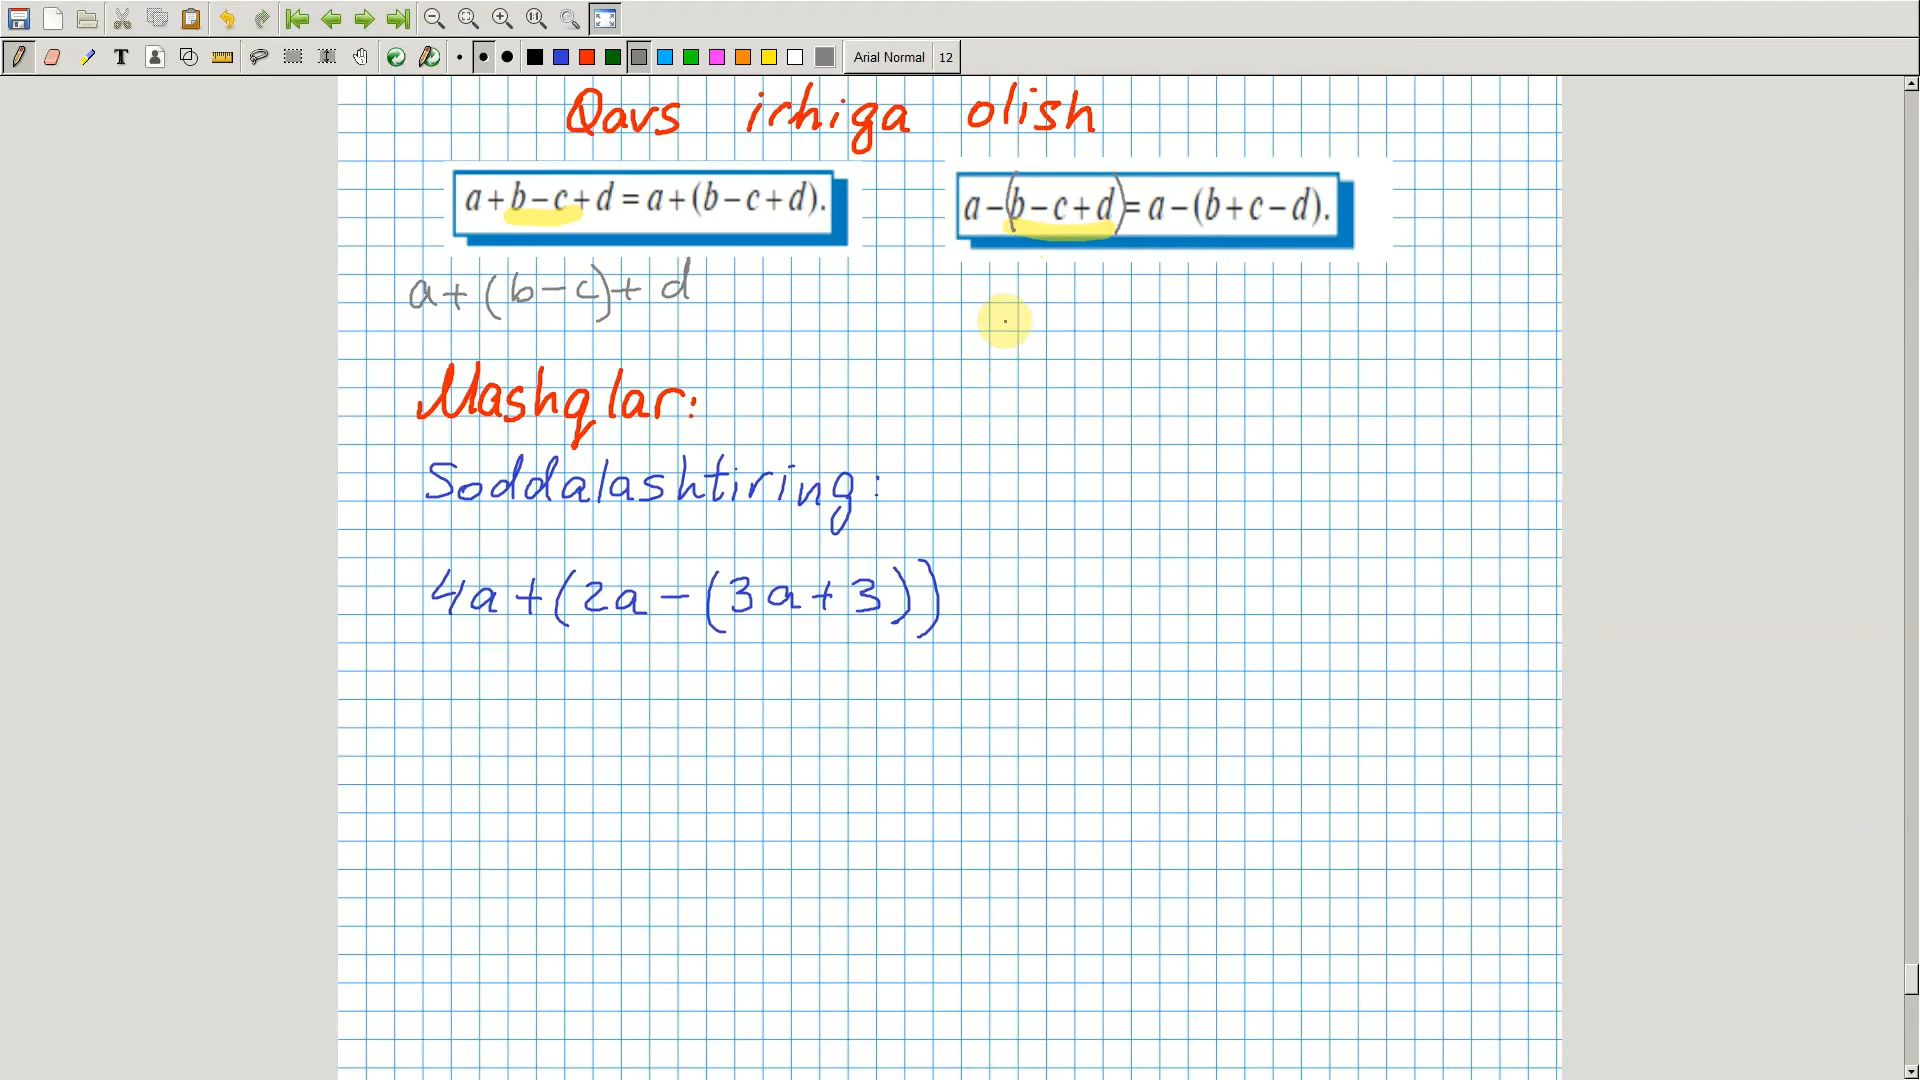 Arial Normal 12
Qavs ichiga olish
a+b−c+d=a+(b−c+d).
a−(b−c+d)=a−(b+c−d).
a+(b−c)+d
Mashqlar:
Soddalashtiring:
4a+(2a−(3a+3))